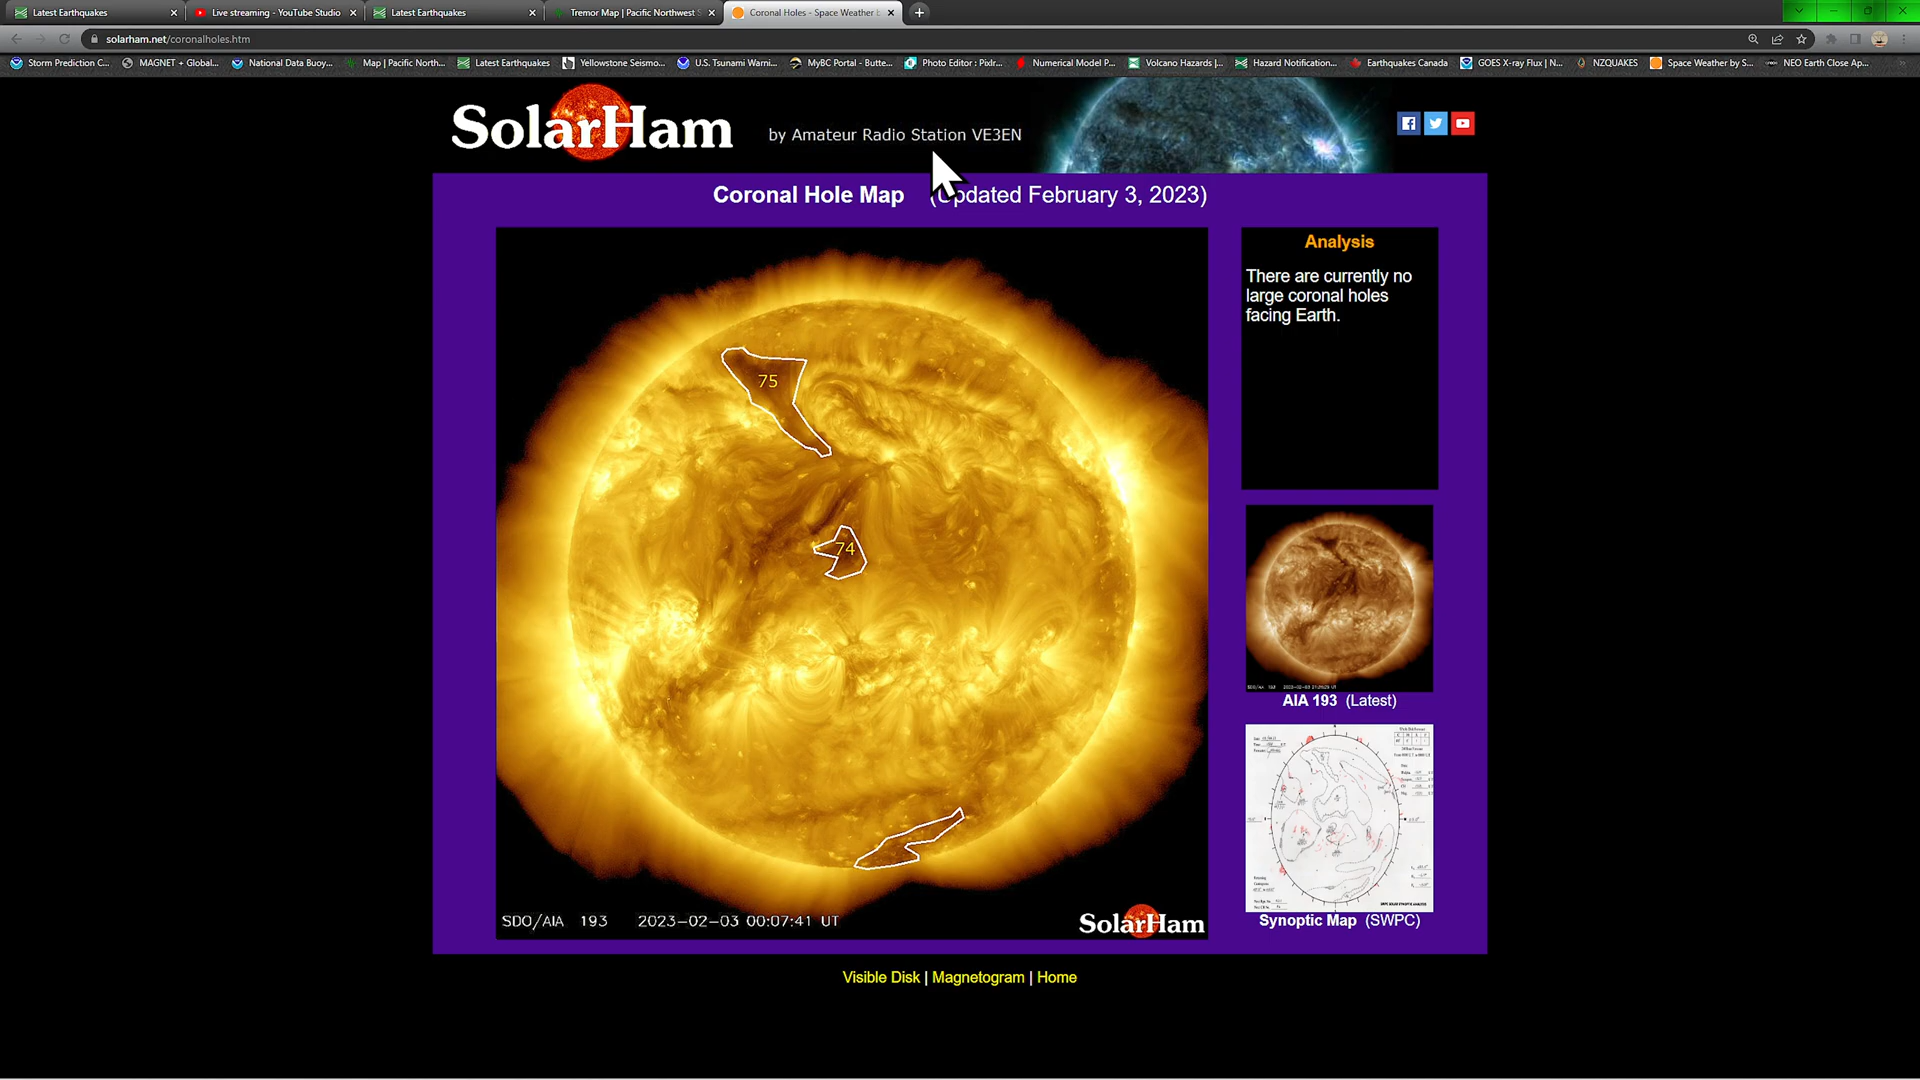 Latest Earthquakes
Live streaming - YouTube Studio
Latest Earthquakes
Tremor Map | Pacific Northwest S
Coronal Holes - Space Weather b
solarham.net/coronalholes.htm
Storm Prediction C...
MAGNET + Global...
National Data Buoy...
Map | Pacific North...
Latest Earthquakes
Yellowstone Seismo...
U.S. Tsunami Warni...
MyBC Portal - Butte...
Photo Editor : Pixlr...
Numerical Model P...
Volcano Hazards |...
Hazard Notification...
Earthquakes Canada
GOES X-ray Flux | N...
NZQUAKES
Space Weather by S...
NEO Earth Close Ap...
SolarHam
by Amateur Radio Station VE3EN
Coronal Hole Map (Updated February 3, 2023)
Analysis
There are currently no
large coronal holes
facing Earth.
75
74
SDO/AIA 193 2023-02-03 00:07:41 UT
SolarHam
AIA 193 (Latest)
Synoptic Map (SWPC)
Visible Disk | Magnetogram | Home